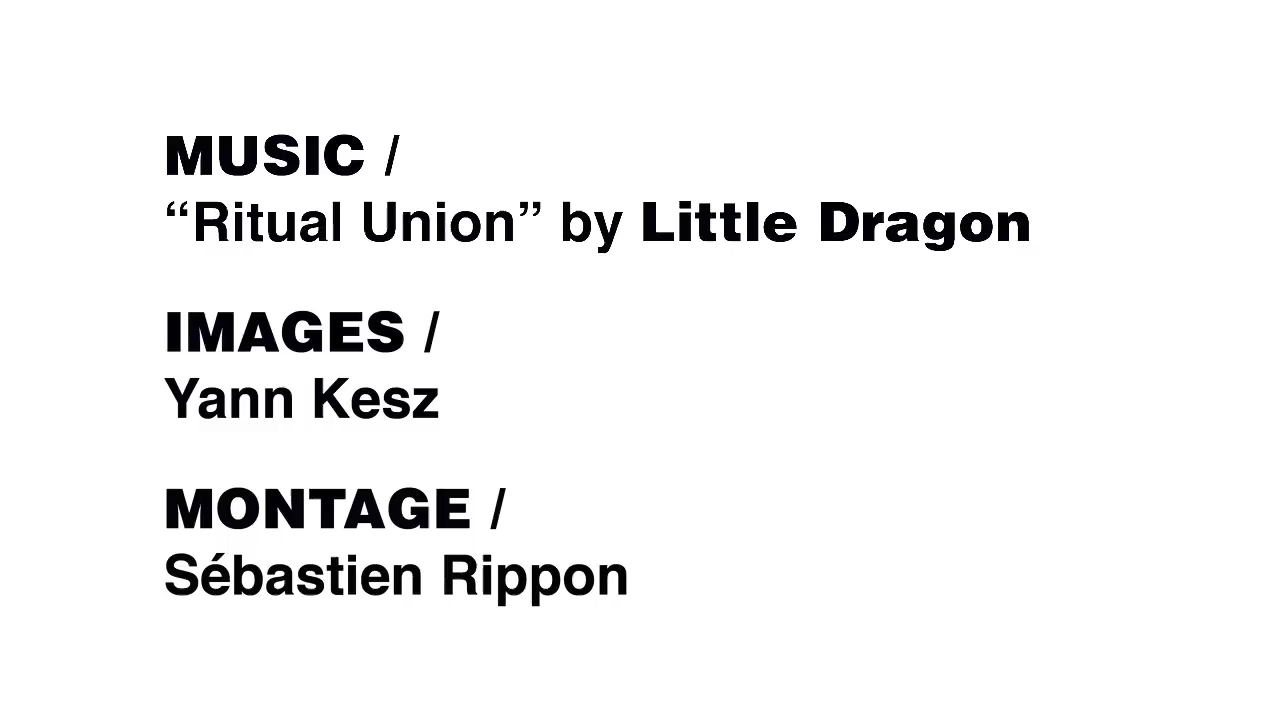 MUSIC /
“Ritual Union” by Little Dragon
IMAGES /
Yann Kesz
MONTAGE /
Sébastien Rippon